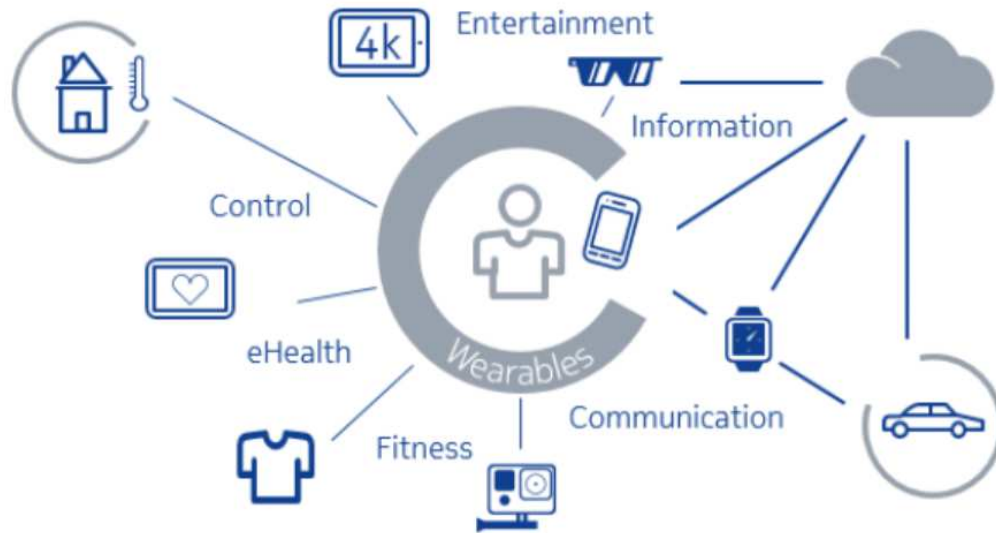 Entertainment
4k
Information
Control
eHealth
Wearables
Fitness
Communication